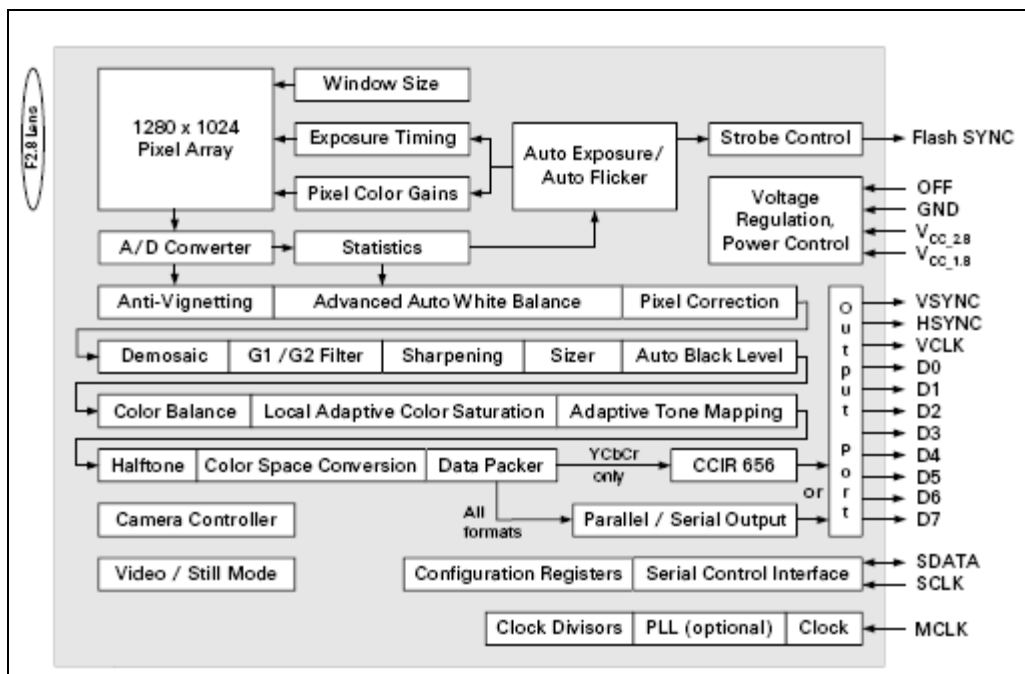 F2.8 lens
1280 x 1024
Pixel Array
Window Size
Exposure Timing
Pixel Color Gains
Auto Exposure/
Auto Flicker
Strobe Control
Flash SYNC
Voltage
Regulation,
Power Control
OFF
GND
VCC_2.8
VCC_1.8
A/D Converter
Statistics
Anti-Vignetting
Advanced Auto White Balance
Pixel Correction
Demosaic
G1 /G2 Filter
Sharpening
Sizer
Auto Black Level
Color Balance
Local Adaptive Color Saturation
Adaptive Tone Mapping
Halftone
Color Space Conversion
Data Packer
YCbCr
only
CCIR 656
or
All
formats
Parallel / Serial Output
Output Port
VSYNC
HSYNC
VCLK
D0
D1
D2
D3
D4
D5
D6
D7
Camera Controller
Video / Still Mode
Configuration Registers
Serial Control Interface
SDATA
SCLK
Clock Divisors
PLL (optional)
Clock
MCLK